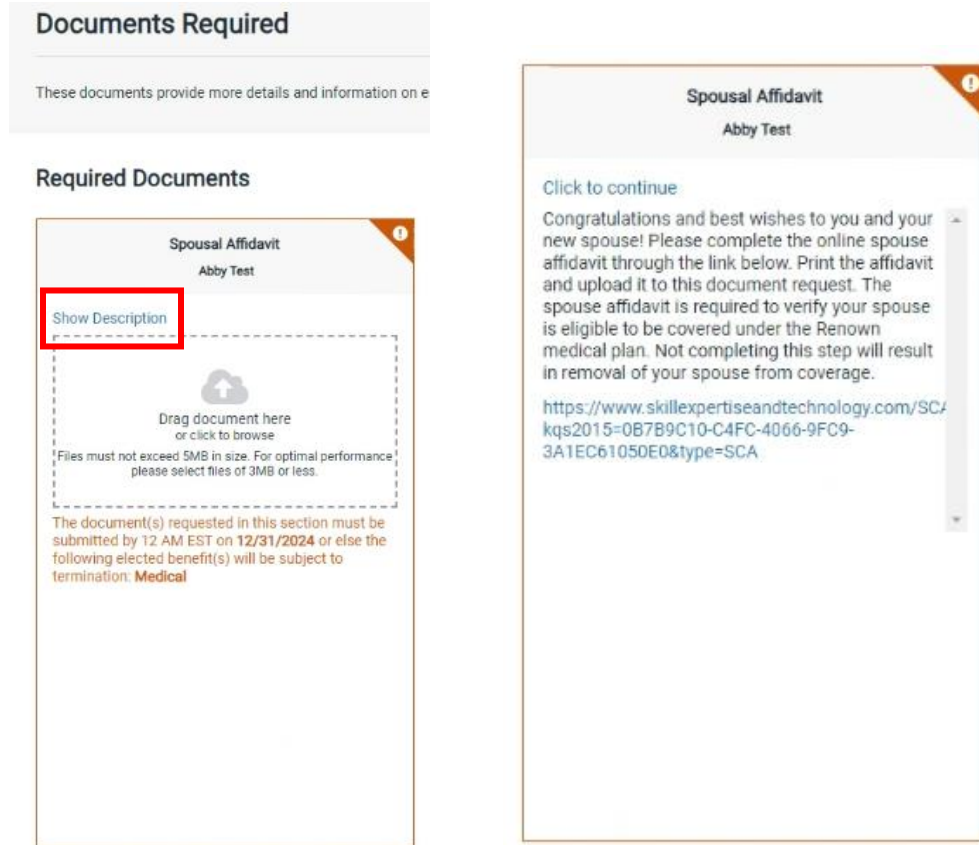 Documents Required
These documents provide more details and information on e
Required Documents
Spousal Affidavit
Abby Test
Show Description
Drag document here
or click to browse
Files must not exceed 5MB in size. For optimal performance
please select files of 3MB or less.
The document(s) requested in this section must be
submitted by 12 AM EST on 12/31/2024 or else the
following elected benefit(s) will be subject to
termination: Medical
Spousal Affidavit
Abby Test
Click to continue
Congratulations and best wishes to you and your
new spouse! Please complete the online spouse
affidavit through the link below. Print the affidavit
and upload it to this document request. The
spouse affidavit is required to verify your spouse
is eligible to be covered under the Renown
medical plan. Not completing this step will result
in removal of your spouse from coverage.
https://www.skillexpertiseandtechnology.com/SCA
kqs2015=0B7B9C10-C4FC-4066-9FC9-
3A1EC61050E0&type=SCA